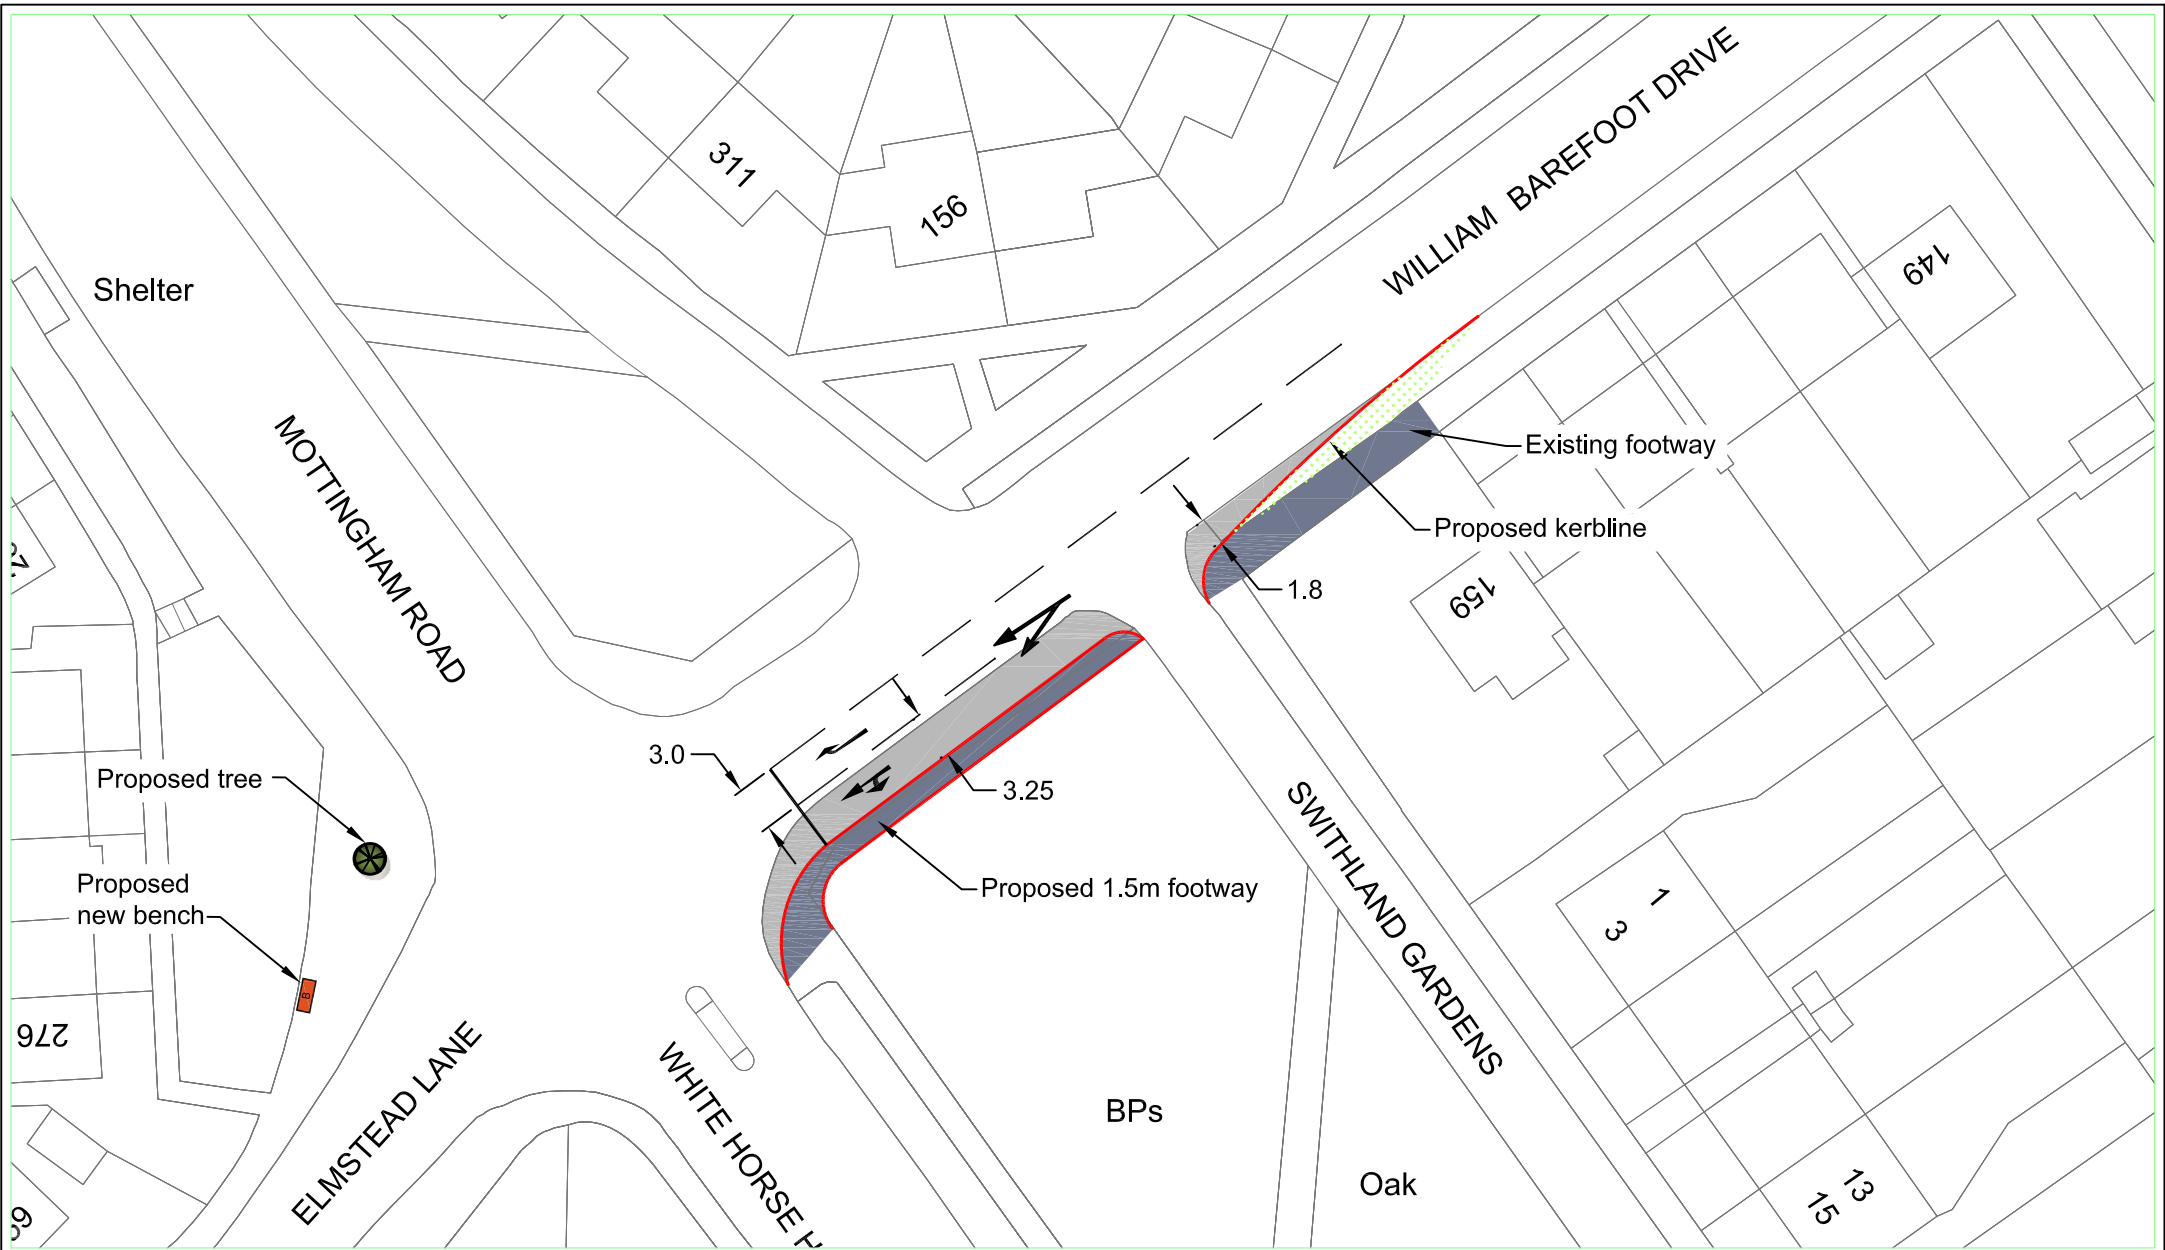 WILLIAM BAREFOOT DRIVE
311
156
149
Shelter
MOTTINGHAM ROAD
Existing footway
Proposed kerbline
1.8
159
3.0
Proposed tree
3.25
Proposed
new bench
Proposed 1.5m footway
SWITHLAND GARDENS
1
3
B
276
ELMSTEAD LANE
WHITE HORSE H
BPs
Oak
13
15